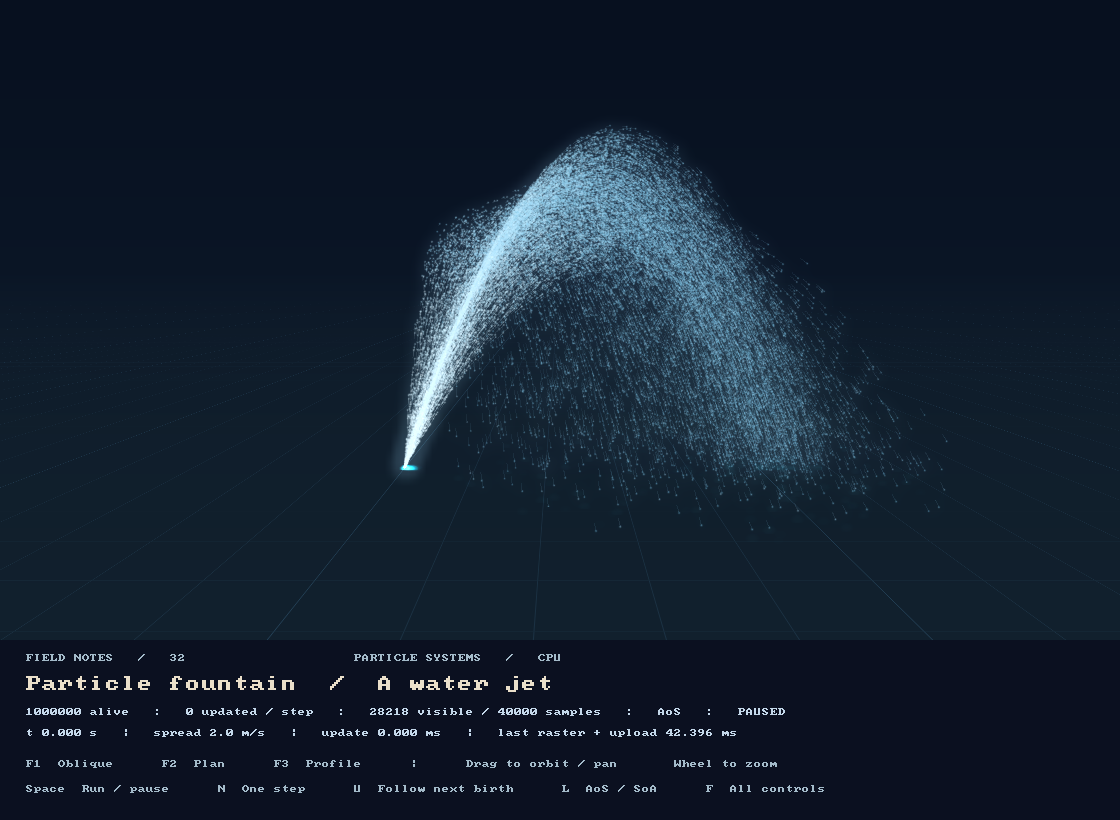 FIELD NOTES / 32 PARTICLE SYSTEMS / CPU
Particle fountain / A water jet
1000000 alive : 0 updated / step : 28218 visible / 40000 samples : AoS : PAUSED
t 0.000 s ¦ spread 2.0 m/s ¦ update 0.000 ms ¦ last raster + upload 42.396 ms
F1 Oblique F2 Plan F3 Profile ¦ Drag to orbit / pan Wheel to zoom
Space Run / pause N One step U Follow next birth L AoS / SoA F All controls